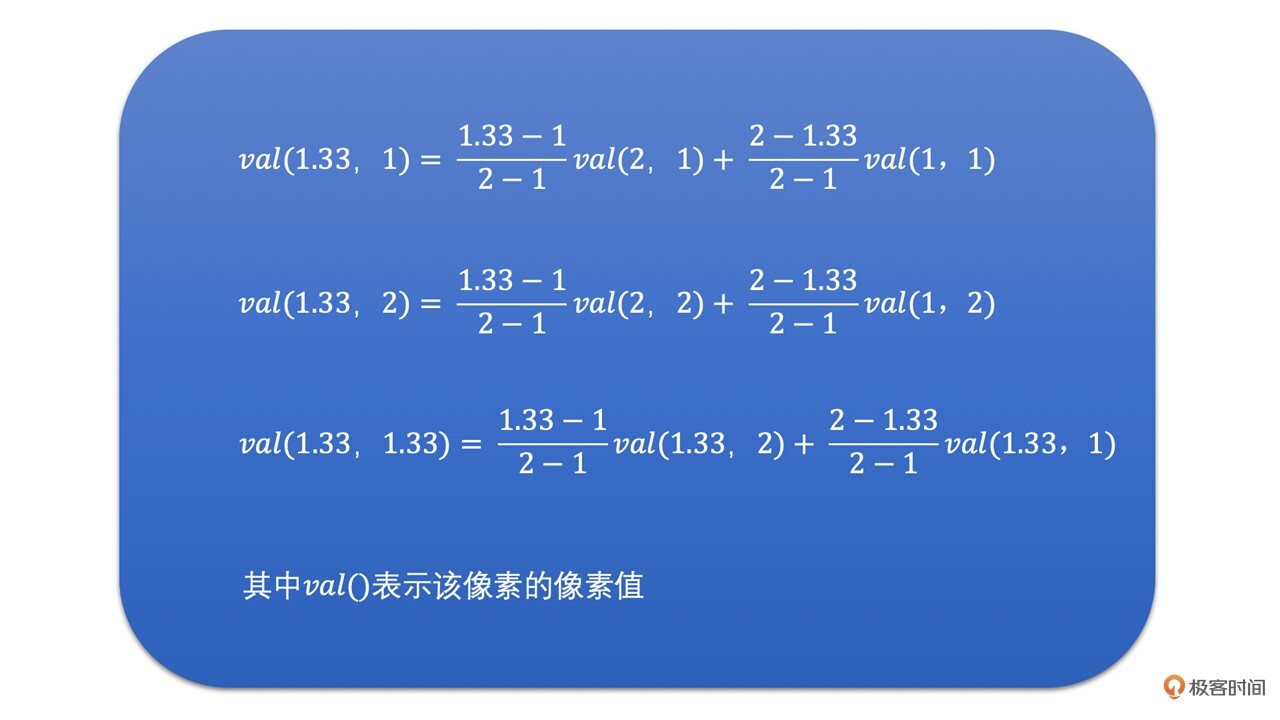 val(1.33, 1) = \frac{1.33 − 1}{2 − 1} val(2, 1) + \frac{2 − 1.33}{2 − 1} val(1, 1)
val(1.33, 2) = \frac{1.33 − 1}{2 − 1} val(2, 2) + \frac{2 − 1.33}{2 − 1} val(1, 2)
val(1.33, 1.33) = \frac{1.33 − 1}{2 − 1} val(1.33, 2) + \frac{2 − 1.33}{2 − 1} val(1.33, 1)
其中val()表示该像素的像素值
极客时间